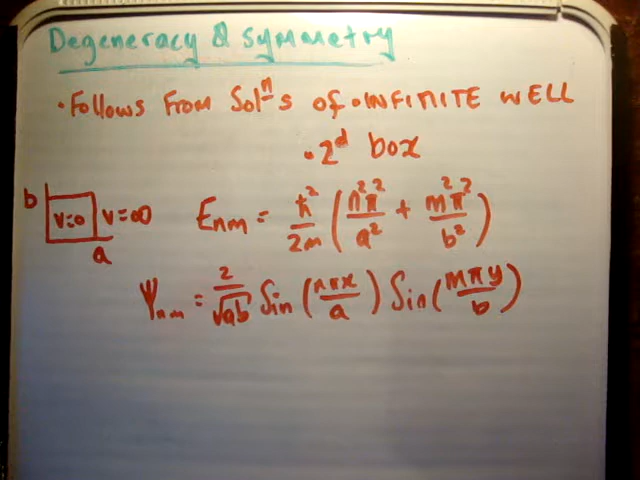 Degeneracy & Symmetry
• Follows From Solⁿs of • INFINITE WELL
• 2ᵈ box
b V=0 V=∞ Eₙₘ = ℏ²/2m (n²π²/a² + m²π²/b²)
a
Ψₙₘ = 2/√ab Sin (nπx/a) Sin (mπy/b)